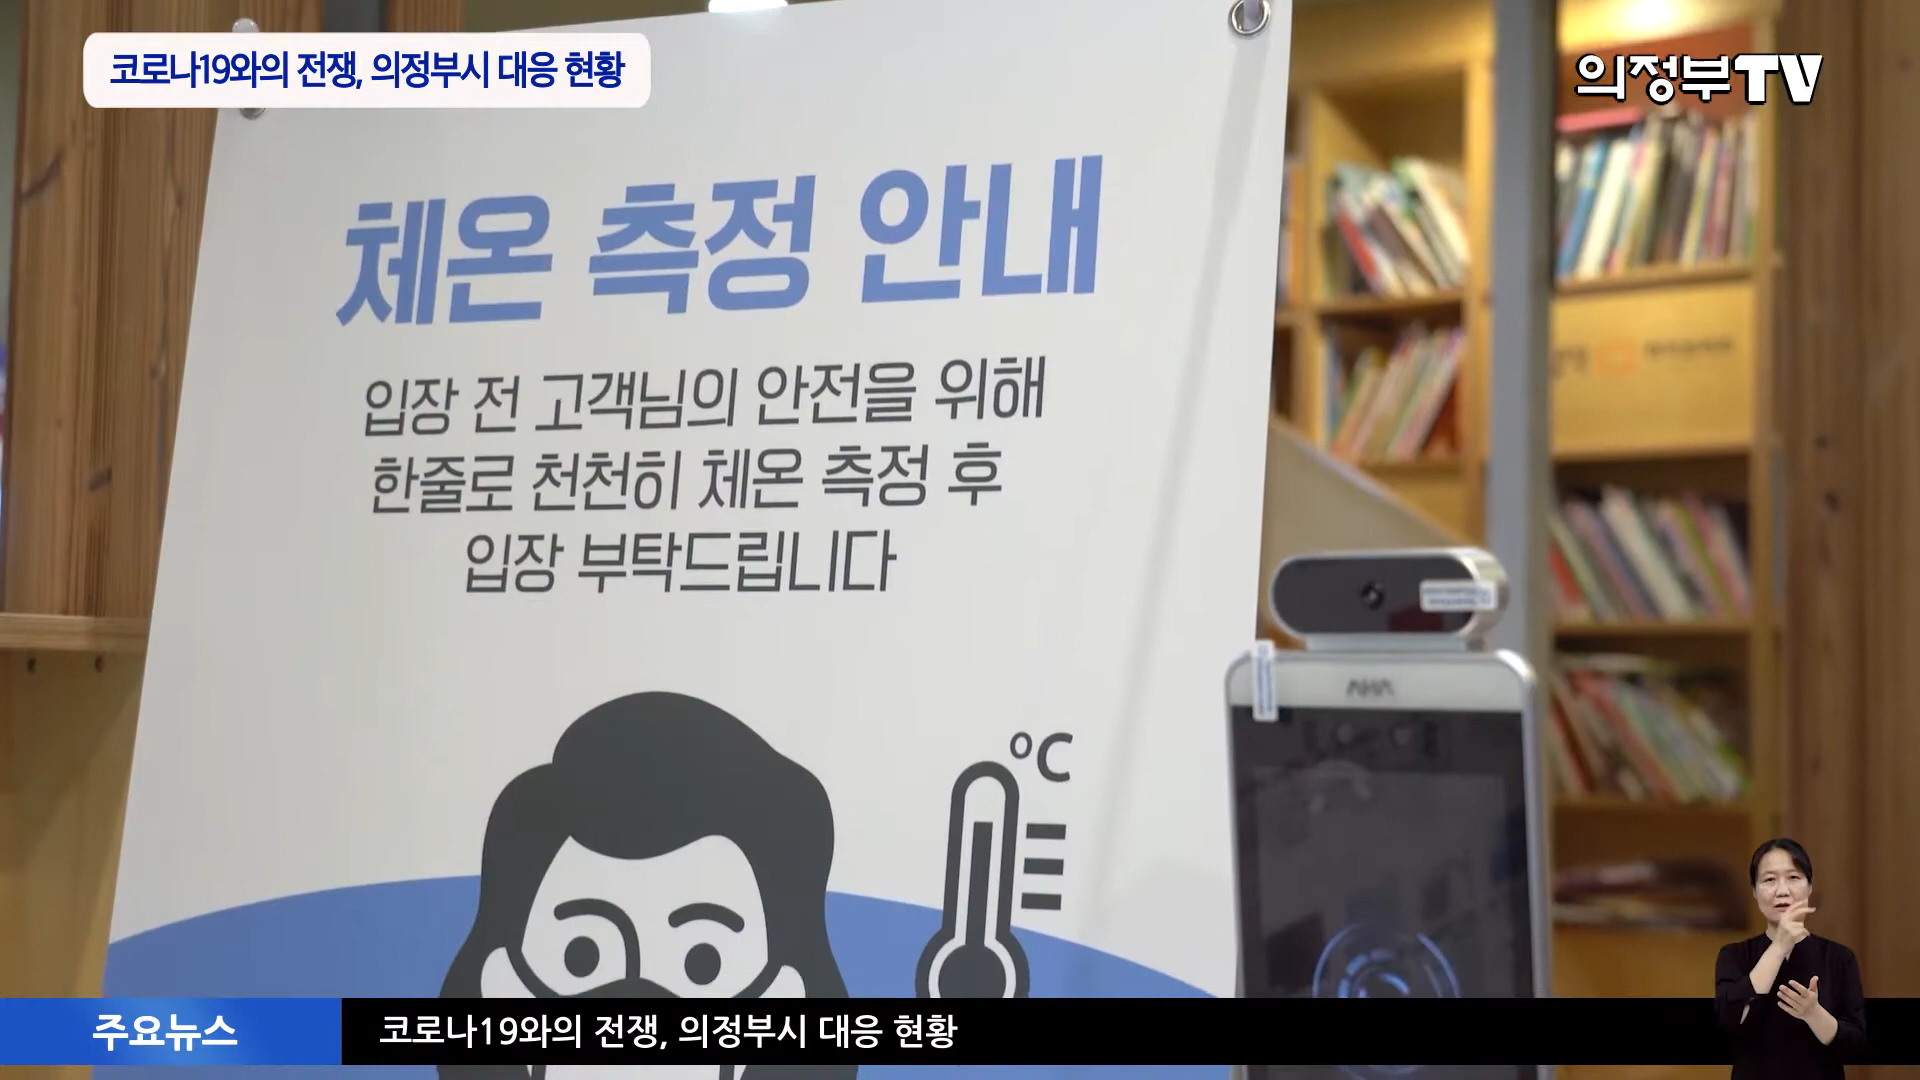 코로나19와의 전쟁, 의정부시 대응 현황
의정부TV
체온 측정 안내
입장 전 고객님의 안전을 위해
한줄로 천천히 체온 측정 후
입장 부탁드립니다
°C
AHA
주요뉴스
코로나19와의 전쟁, 의정부시 대응 현황